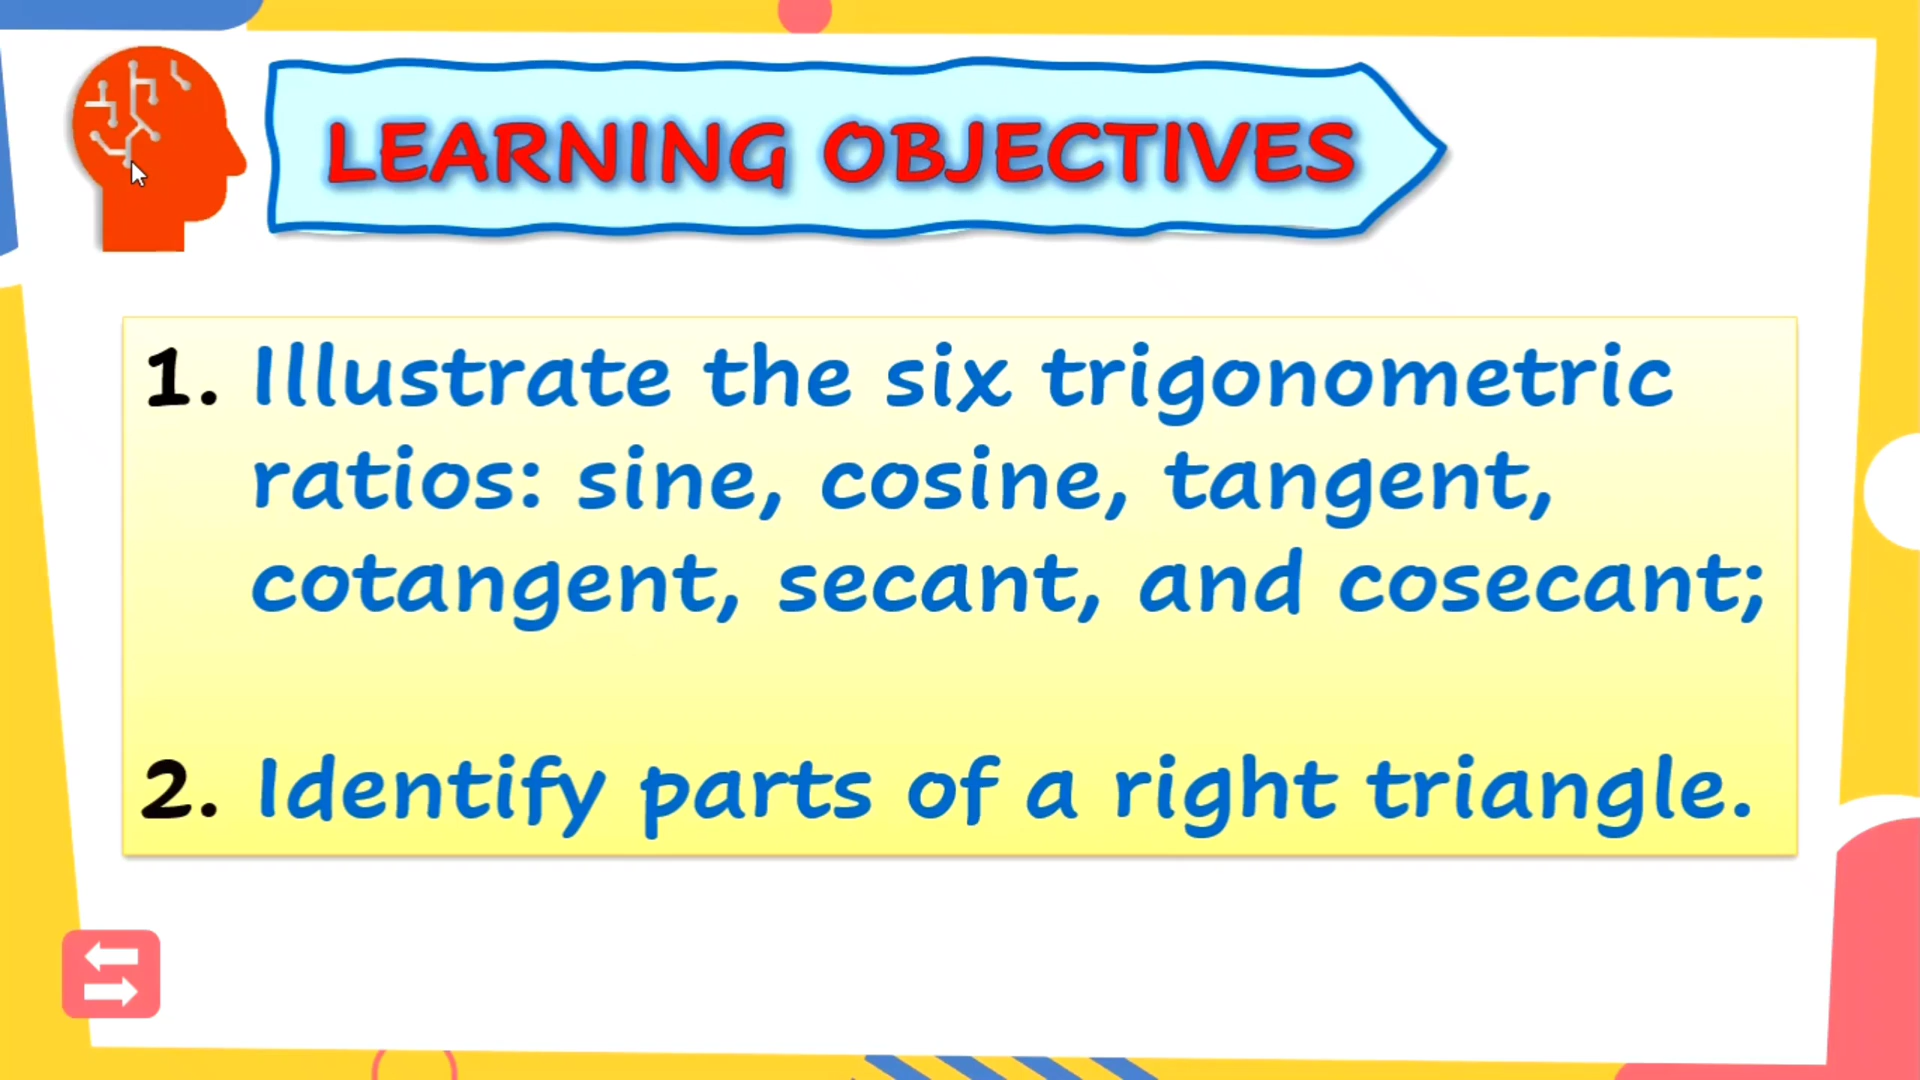 LEARNING OBJECTIVES
1. Illustrate the six trigonometric
ratios: sine, cosine, tangent,
cotangent, secant, and cosecant;
2. Identify parts of a right triangle.